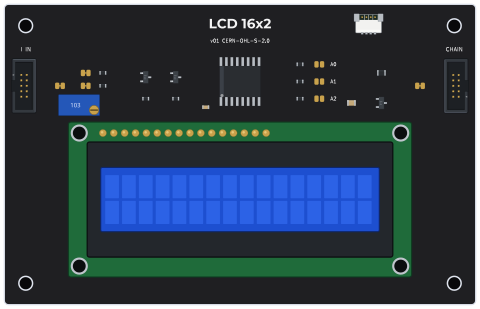 LCD 16x2
v01 CERN-OHL-S-2.0
I IN
CHAIN
A0
A1
A2
103